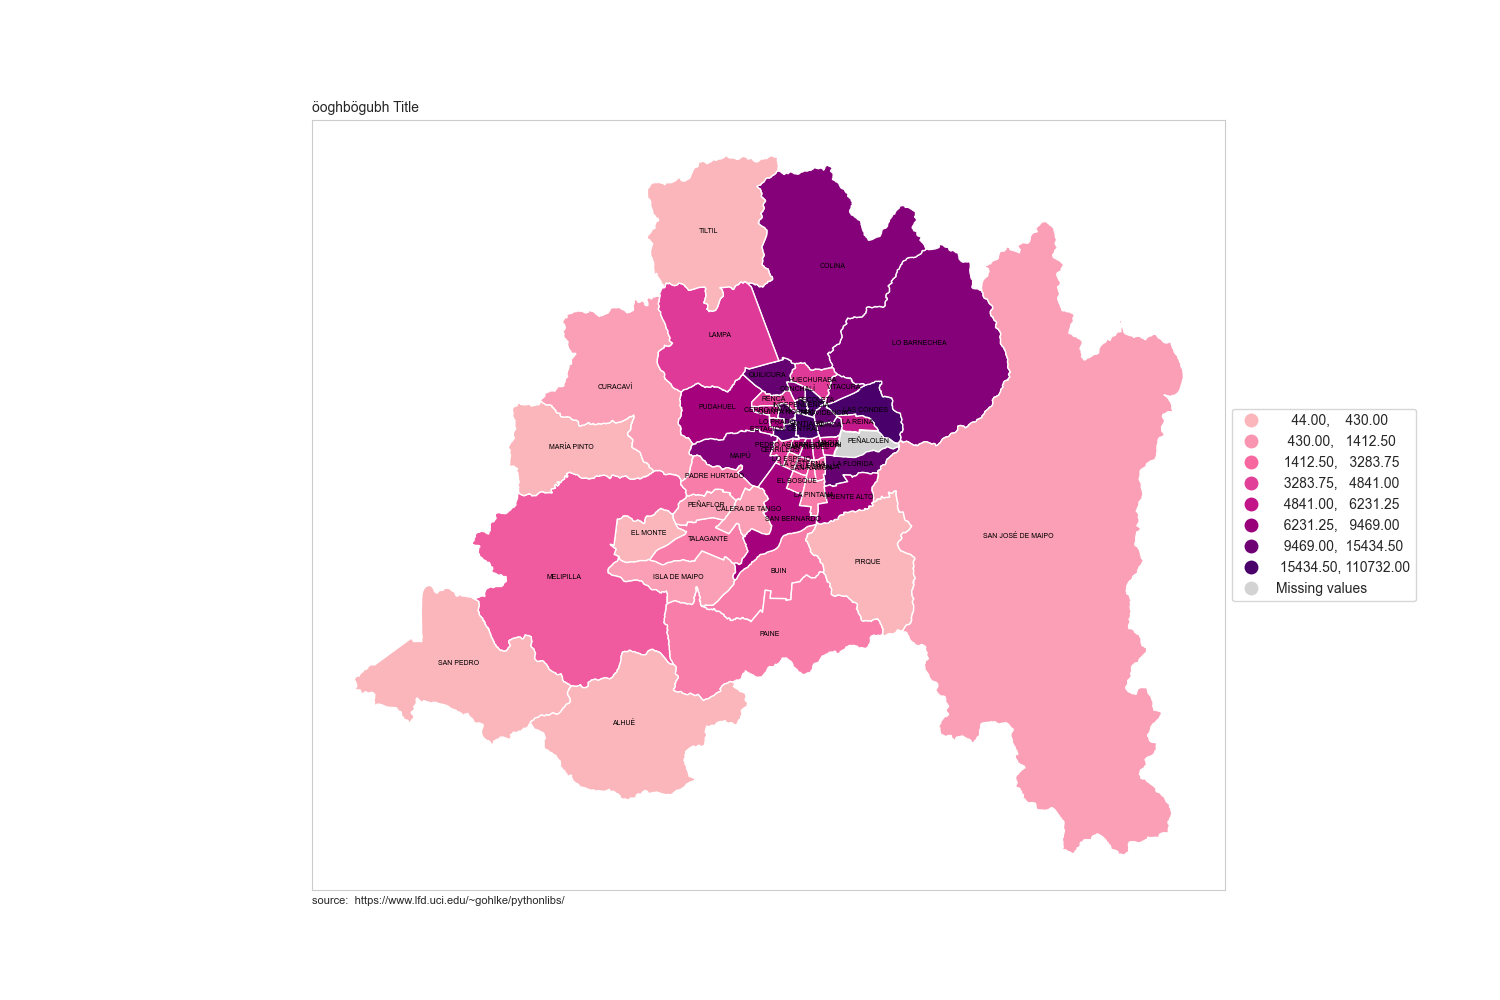 öoghbögubh Title
TILTIL
COLINA
LAMPA
LO BARNECHEA
QUILICURA
HUECHURABA
CURACAVÍ
VITACURA
RENCA
PUDAHUEL
LAS CONDES
LA REINA
PEÑALOLÉN
MARÍA PINTO
MAIPU
LA FLORIDA
PADRE HURTADO
EL BOSQUE
LA PINTANA
PUENTE ALTO
PEÑAFLOR
CALERA DE TANGO
SAN BERNARDO
EL MONTE
TALAGANTE
SAN JOSÉ DE MAIPO
PIRQUE
BUIN
MELIPILLA
ISLA DE MAIPO
PAINE
SAN PEDRO
ALHUÉ
44.00, 430.00
430.00, 1412.50
1412.50, 3283.75
3283.75, 4841.00
4841.00, 6231.25
6231.25, 9469.00
9469.00, 15434.50
15434.50, 110732.00
Missing values
source: https://www.lfd.uci.edu/~gohlke/pythonlibs/